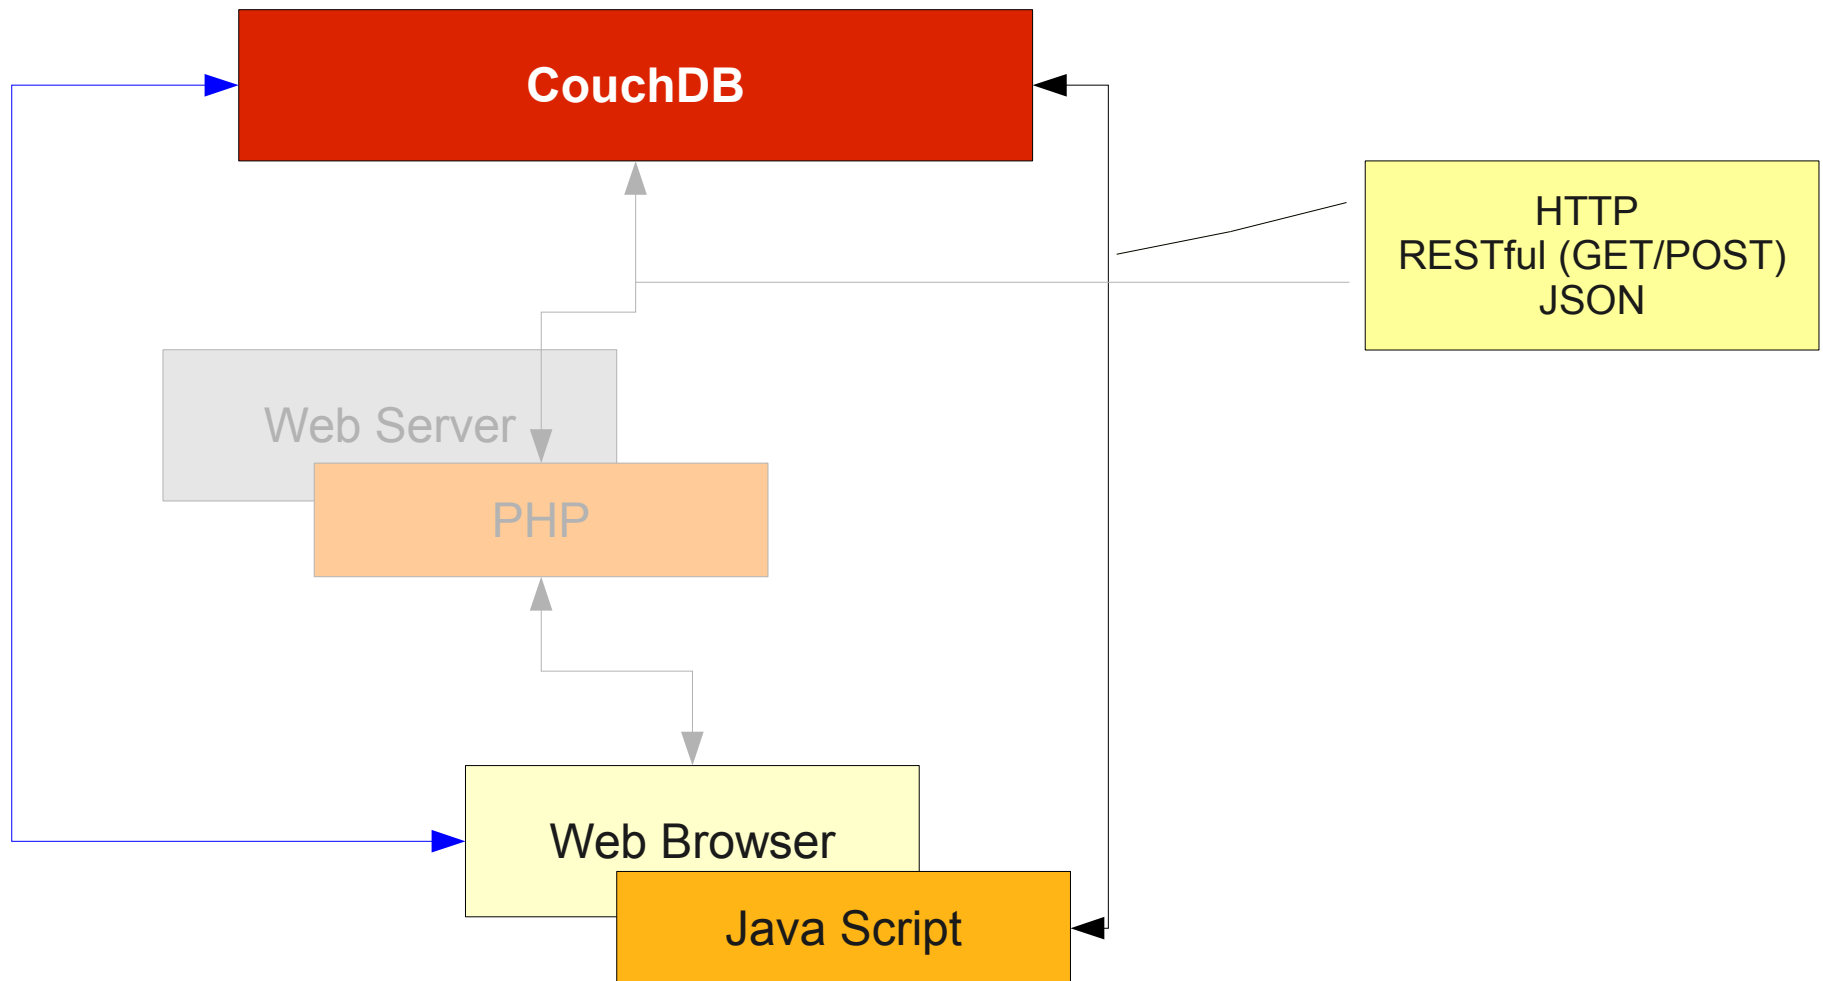 CouchDB
HTTP
RESTful (GET/POST)
JSON
Web Server
PHP
Web Browser
Java Script